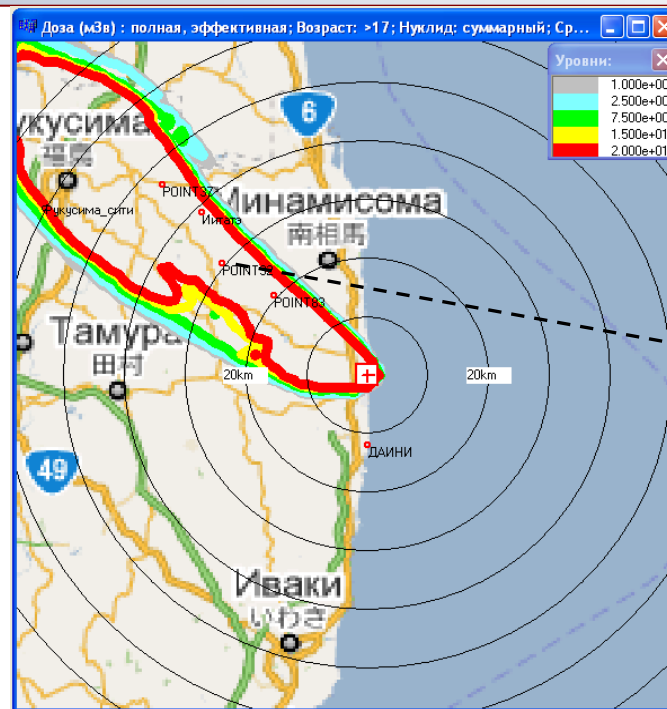 Доза (мЗв) : полная, эффективная; Возраст: >17; Нуклид: суммарный; Ср...
Уровни:
1.000e+00
2.500e+00
7.500e+00
1.500e+01
2.000e+01
6
укусима
福島
POINT37
Минамисома
Фукусима_сити
Иитатэ
南相馬
POINT32
POINT83
Тамура
田村
20km
20km
ДАИНИ
49
Иваки
いわき